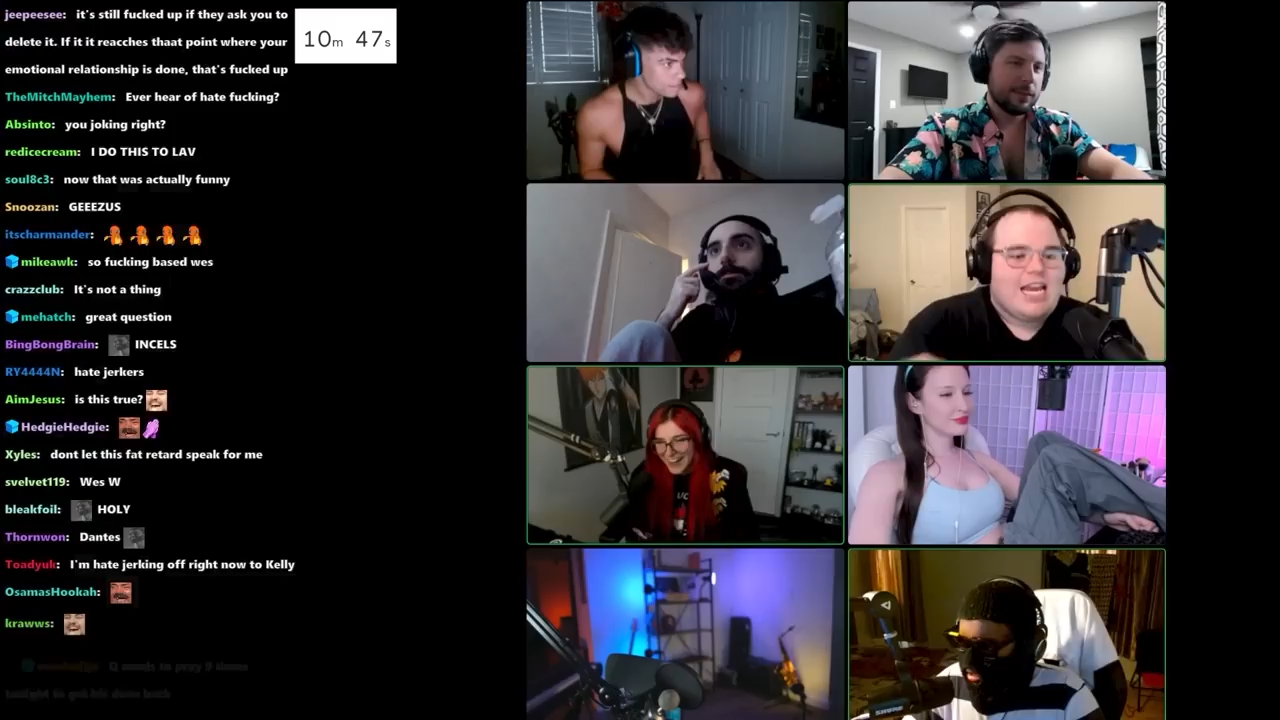 jeepeesee: it's still fucked up if they ask you to
delete it. If it it reacches thaat point where your
emotional relationship is done, that's fucked up
10m 47s
TheMitchMayhem: Ever hear of hate fucking?
Absinto: you joking right?
redicecream: I DO THIS TO LAV
soul8c3: now that was actually funny
Snoozan: GEEEZUS
itscharmander:
mikeawk: so fucking based wes
crazzclub: It's not a thing
mehatch: great question
BingBongBrain: INCELS
RY4444N: hate jerkers
AimJesus: is this true?
HedgieHedgie:
Xyles: dont let this fat retard speak for me
svelvet119: Wes W
bleakfoil: HOLY
Thornwon: Dantes
Toadyuk: I'm hate jerking off right now to Kelly
OsamasHookah:
krawws:
SHURE